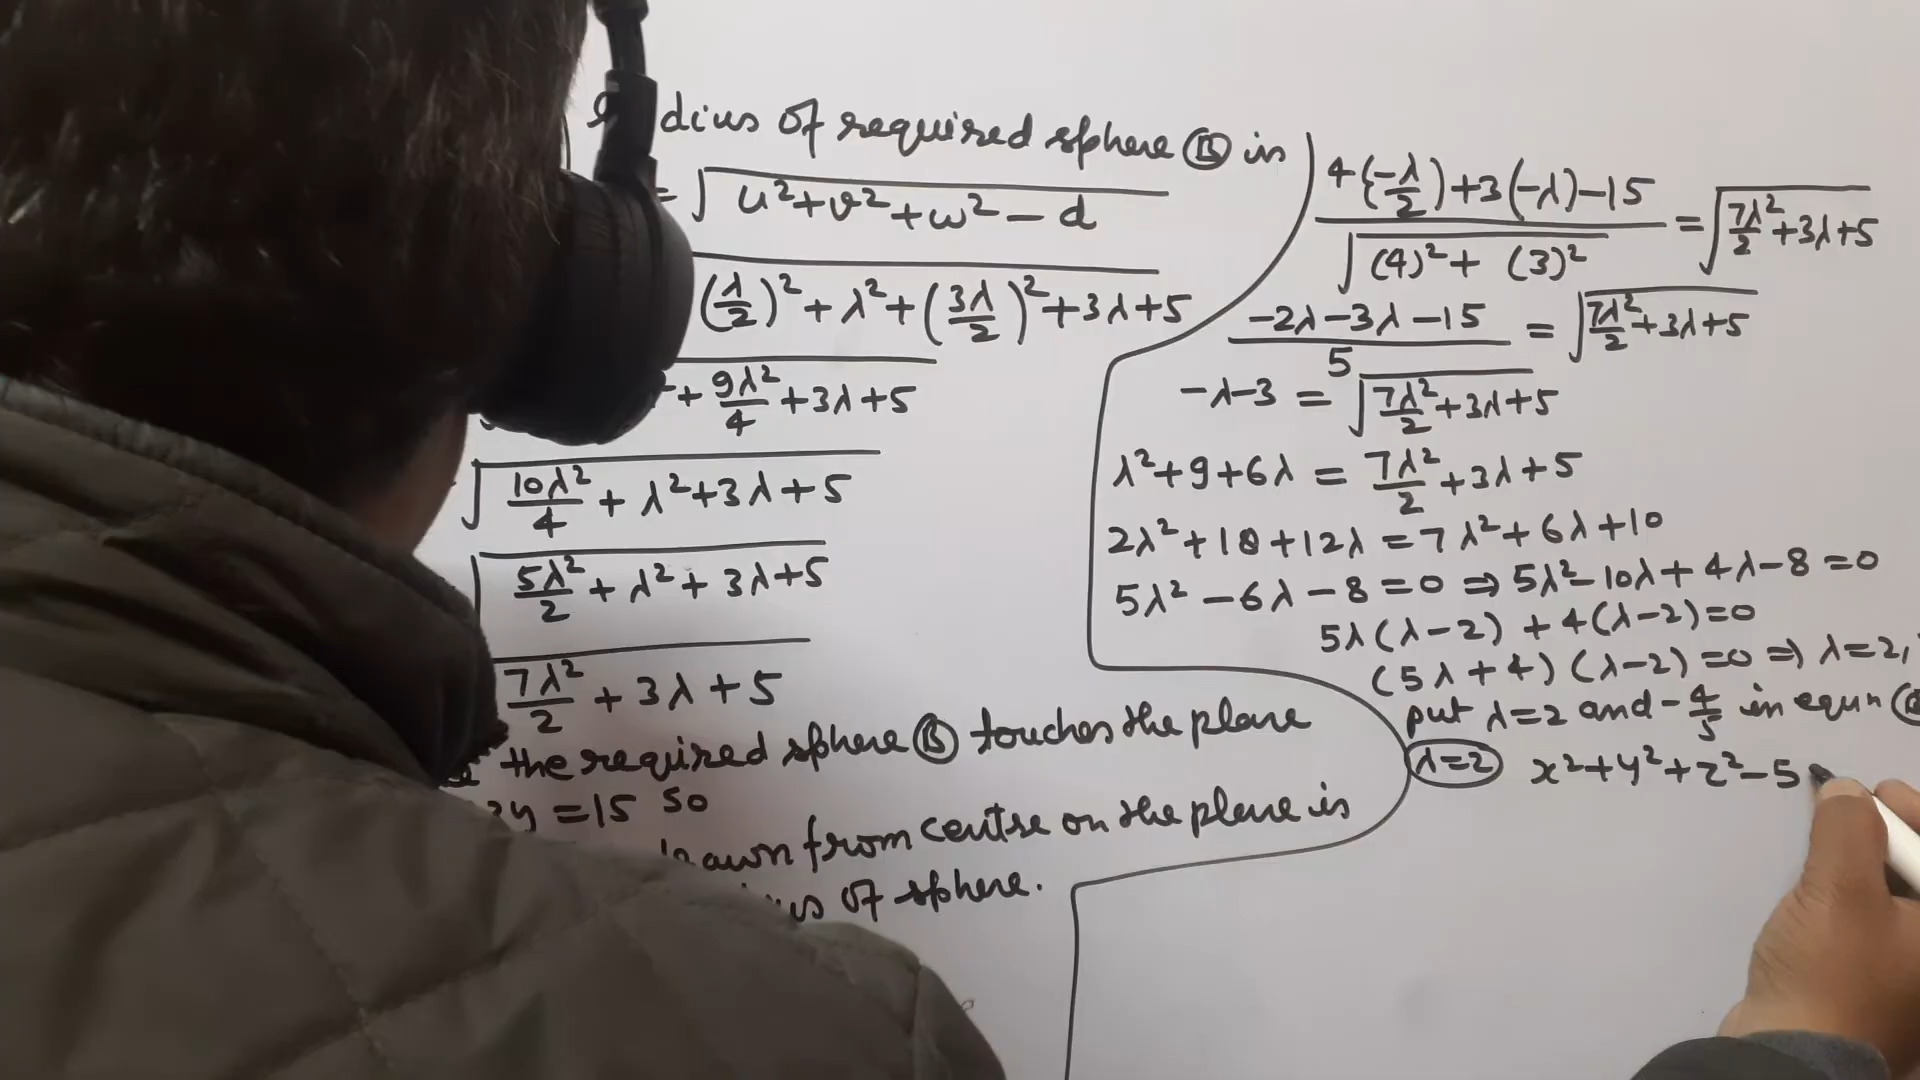 dius of required sphere Ⓑ is
= √(u²+v²+w²-d)
(λ/2)²+λ²+(3λ/2)²+3λ+5
+9λ²/4+3λ+5
√(10λ²/4+λ²+3λ+5)
√(5λ²/2+λ²+3λ+5)
7λ²/2+3λ+5
the required sphere Ⓑ touches the plane
3y=15 so
awn from centre on the plane is
us of sphere.
(4(-λ/2)+3(-λ)-15)/√((4)²+(3)²) = √(7λ²/2+3λ+5)
(-2λ-3λ-15)/5 = √(7λ²/2+3λ+5)
-λ-3 = √(7λ²/2+3λ+5)
λ²+9+6λ = 7λ²/2+3λ+5
2λ²+18+12λ=7λ²+6λ+10
5λ²-6λ-8=0 ⇒ 5λ²-10λ+4λ-8=0
5λ(λ-2)+4(λ-2)=0
(5λ+4)(λ-2)=0 ⇒ λ=2,
put λ=2 and -4/5 in equn
λ=2 x²+y²+z²-5